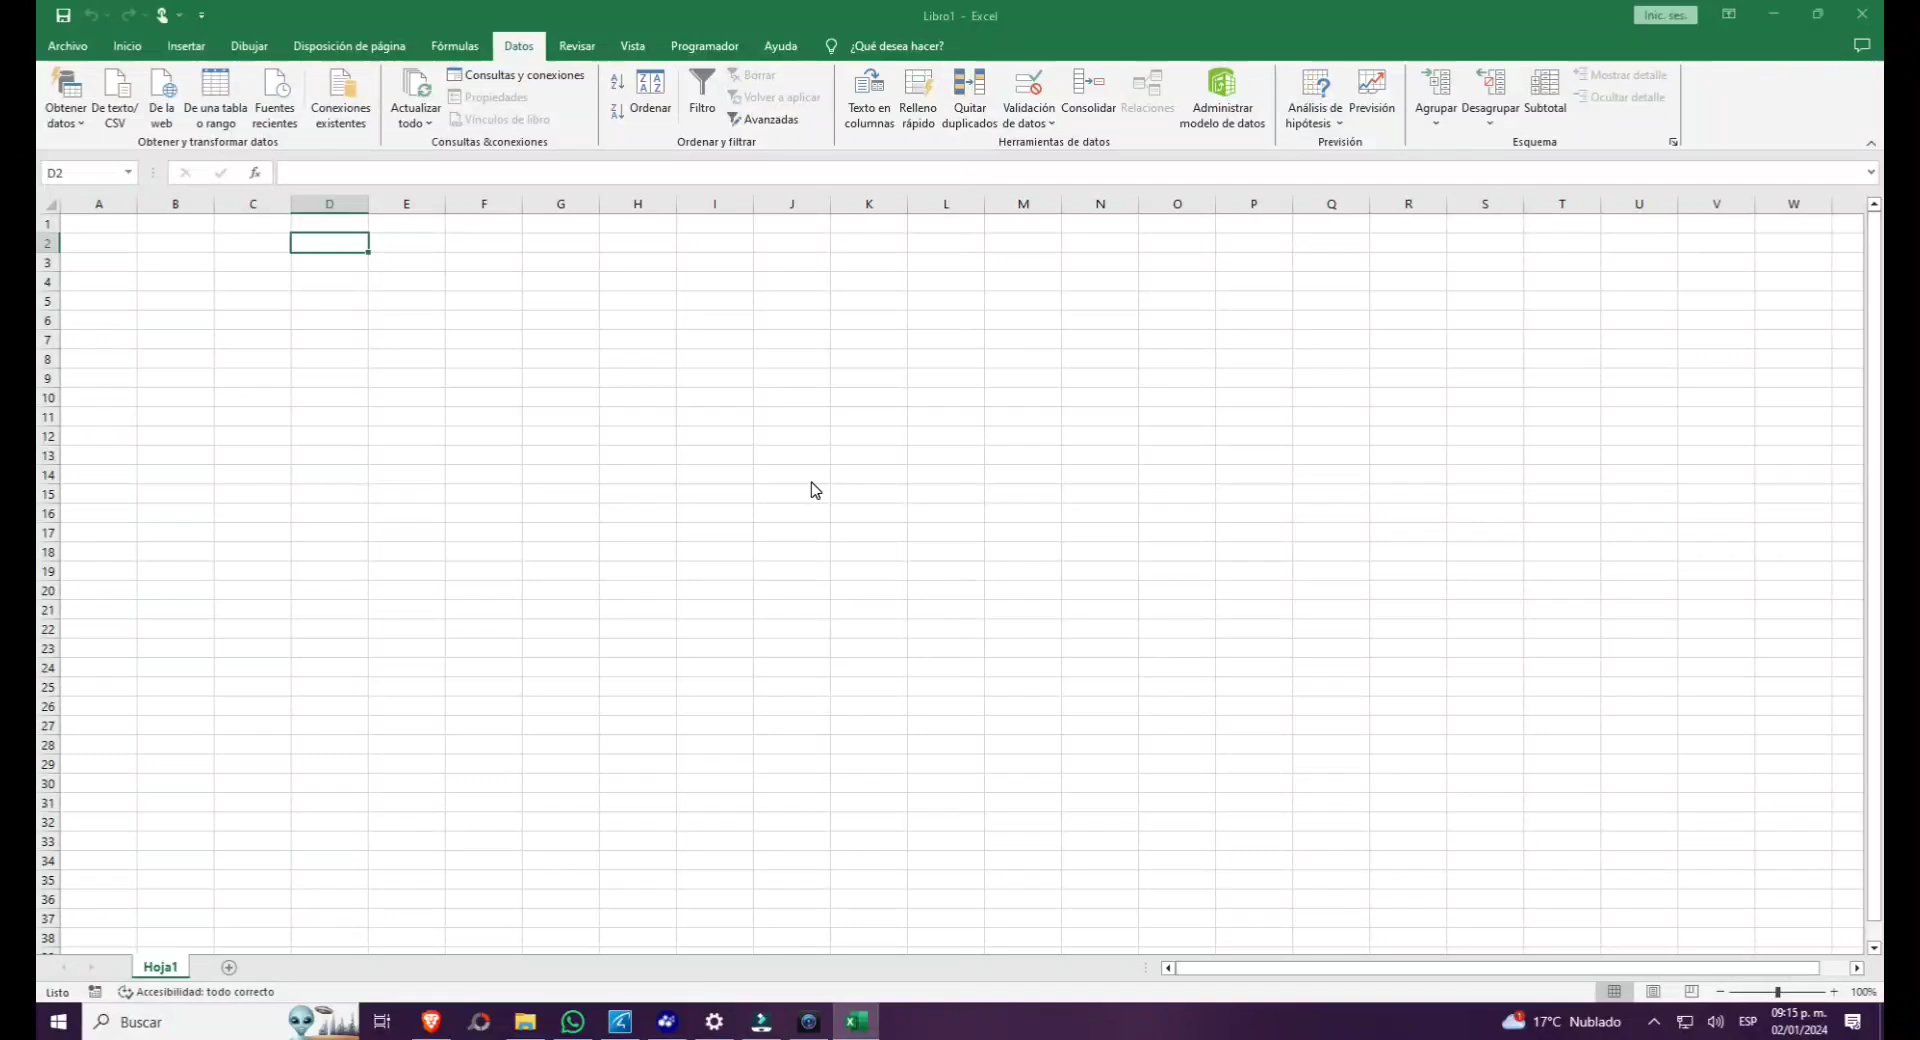 Libro1 - Excel
Inic. ses.
Archivo Inicio Insertar Dibujar Disposición de página Fórmulas Datos Revisar Vista Programador Ayuda ¿Qué desea hacer?
Obtener datos
De texto/ CSV
De la web
De una tabla o rango
Fuentes recientes
Conexiones existentes
Obtener y transformar datos
Actualizar todo
Consultas y conexiones
Propiedades
Vínculos de libro
Consultas &conexiones
Ordenar
Filtro
Borrar
Volver a aplicar
Avanzadas
Ordenar y filtrar
Texto en columnas
Relleno rápido
Quitar duplicados
Validación de datos
Consolidar
Relaciones
Administrar modelo de datos
Herramientas de datos
Análisis de hipótesis
Previsión
Previsión
Agrupar
Desagrupar
Subtotal
Mostrar detalle
Ocultar detalle
Esquema
D2
fx
A B C D E F G H I J K L M N O P Q R S T U V W
1
2
3
4
5
6
7
8
9
10
11
12
13
14
15
16
17
18
19
20
21
22
23
24
25
26
27
28
29
30
31
32
33
34
35
36
37
38
Hoja1
Listo Accesibilidad: todo correcto 100%
Buscar
17°C Nublado
ESP
09:15 p. m.
02/01/2024